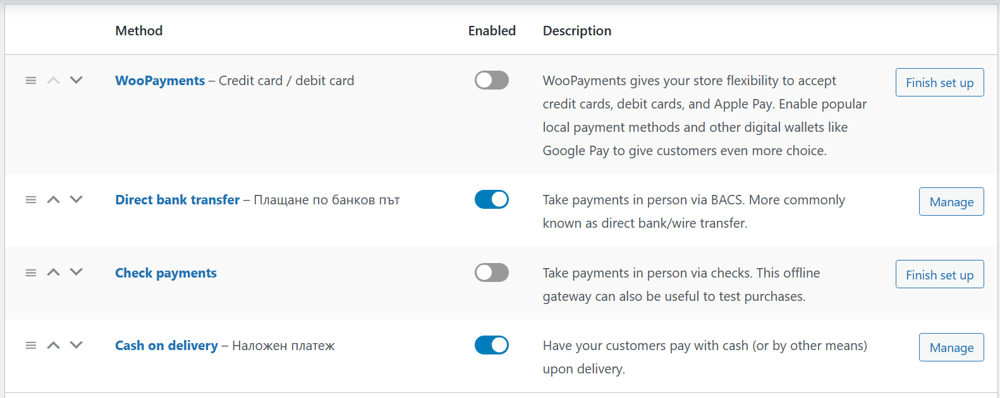 Method Enabled Description
WooPayments – Credit card / debit card
WooPayments gives your store flexibility to accept
credit cards, debit cards, and Apple Pay. Enable popular
local payment methods and other digital wallets like
Google Pay to give customers even more choice.
Finish set up
Direct bank transfer – Плащане по банков път
Take payments in person via BACS. More commonly
known as direct bank/wire transfer.
Manage
Check payments
Take payments in person via checks. This offline
gateway can also be useful to test purchases.
Finish set up
Cash on delivery – Наложен платеж
Have your customers pay with cash (or by other means)
upon delivery.
Manage